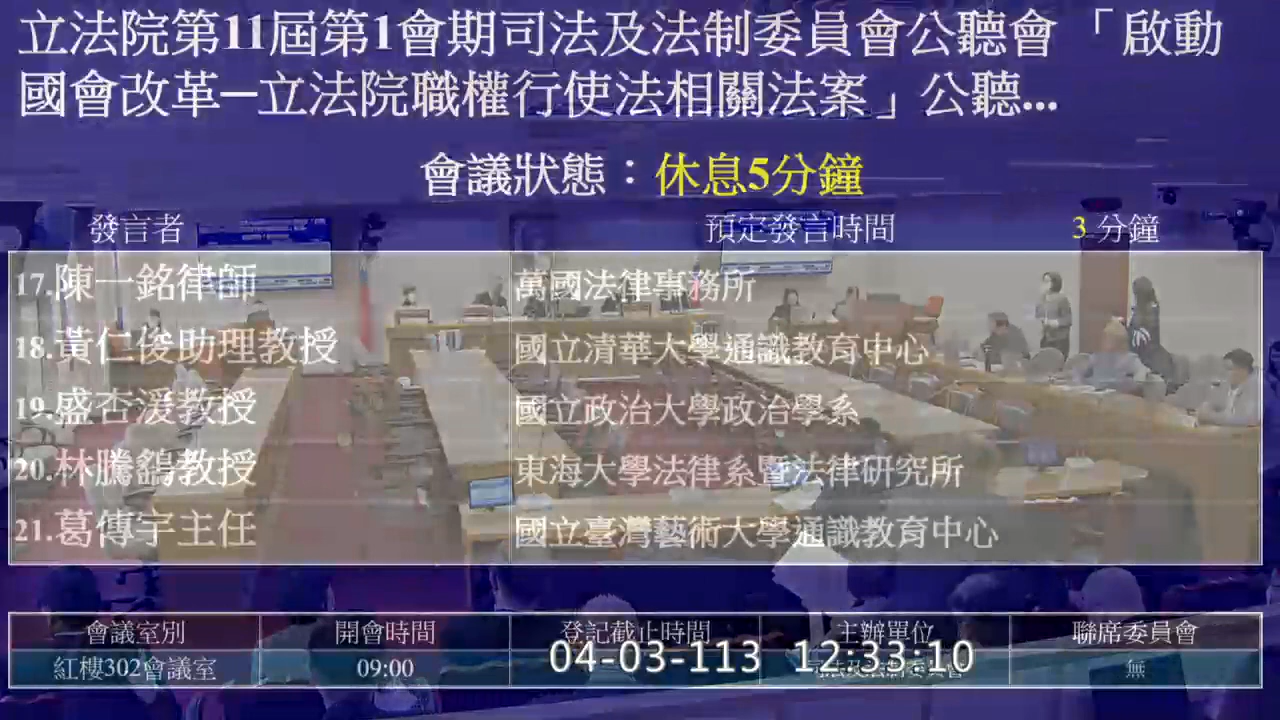 立法院第11屆第1會期司法及法制委員會公聽會「啟動
國會改革─立法院職權行使法相關法案」公聽...
會議狀態：休息5分鐘
發言者 預定發言時間 3 分鐘
17.陳一銘律師 萬國法律事務所
18.黃仁俊助理教授 國立清華大學通識教育中心
19.盛杏湲教授 國立政治大學政治學系
20.林騰鷂教授 東海大學法律系暨法律研究所
21.葛傳宇主任 國立臺灣藝術大學通識教育中心
會議室別 開會時間 登記截止時間 主辦單位 聯席委員會
紅樓302會議室 09:00 司法及法制委員會 無
04-03-113 12:33:10